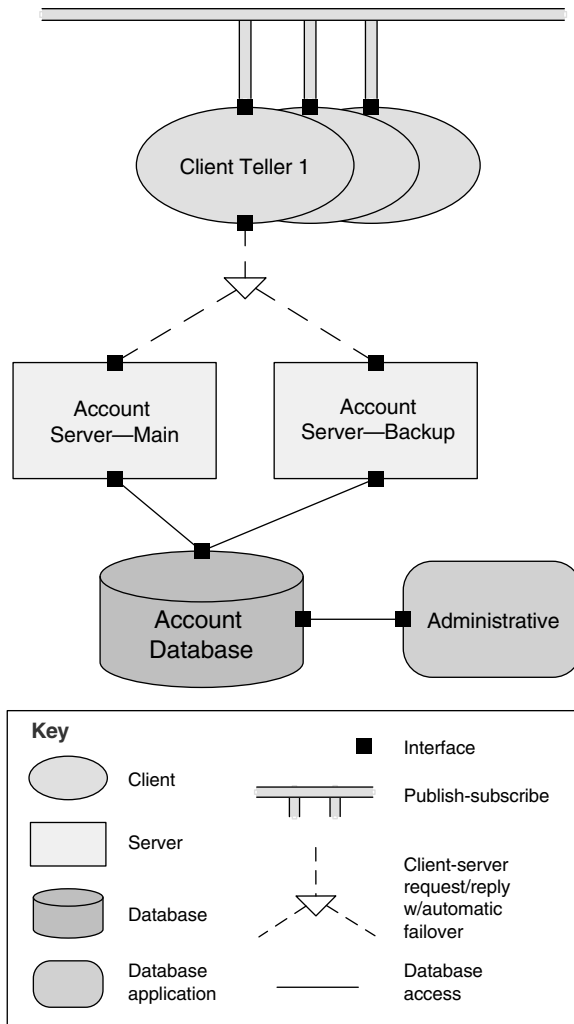 Client Teller 1
Account
Server—Main
Account
Server—Backup
Account
Database
Administrative
Key
Client
Server
Database
Database
application
Interface
Publish-subscribe
Client-server
request/reply
w/automatic
failover
Database
access